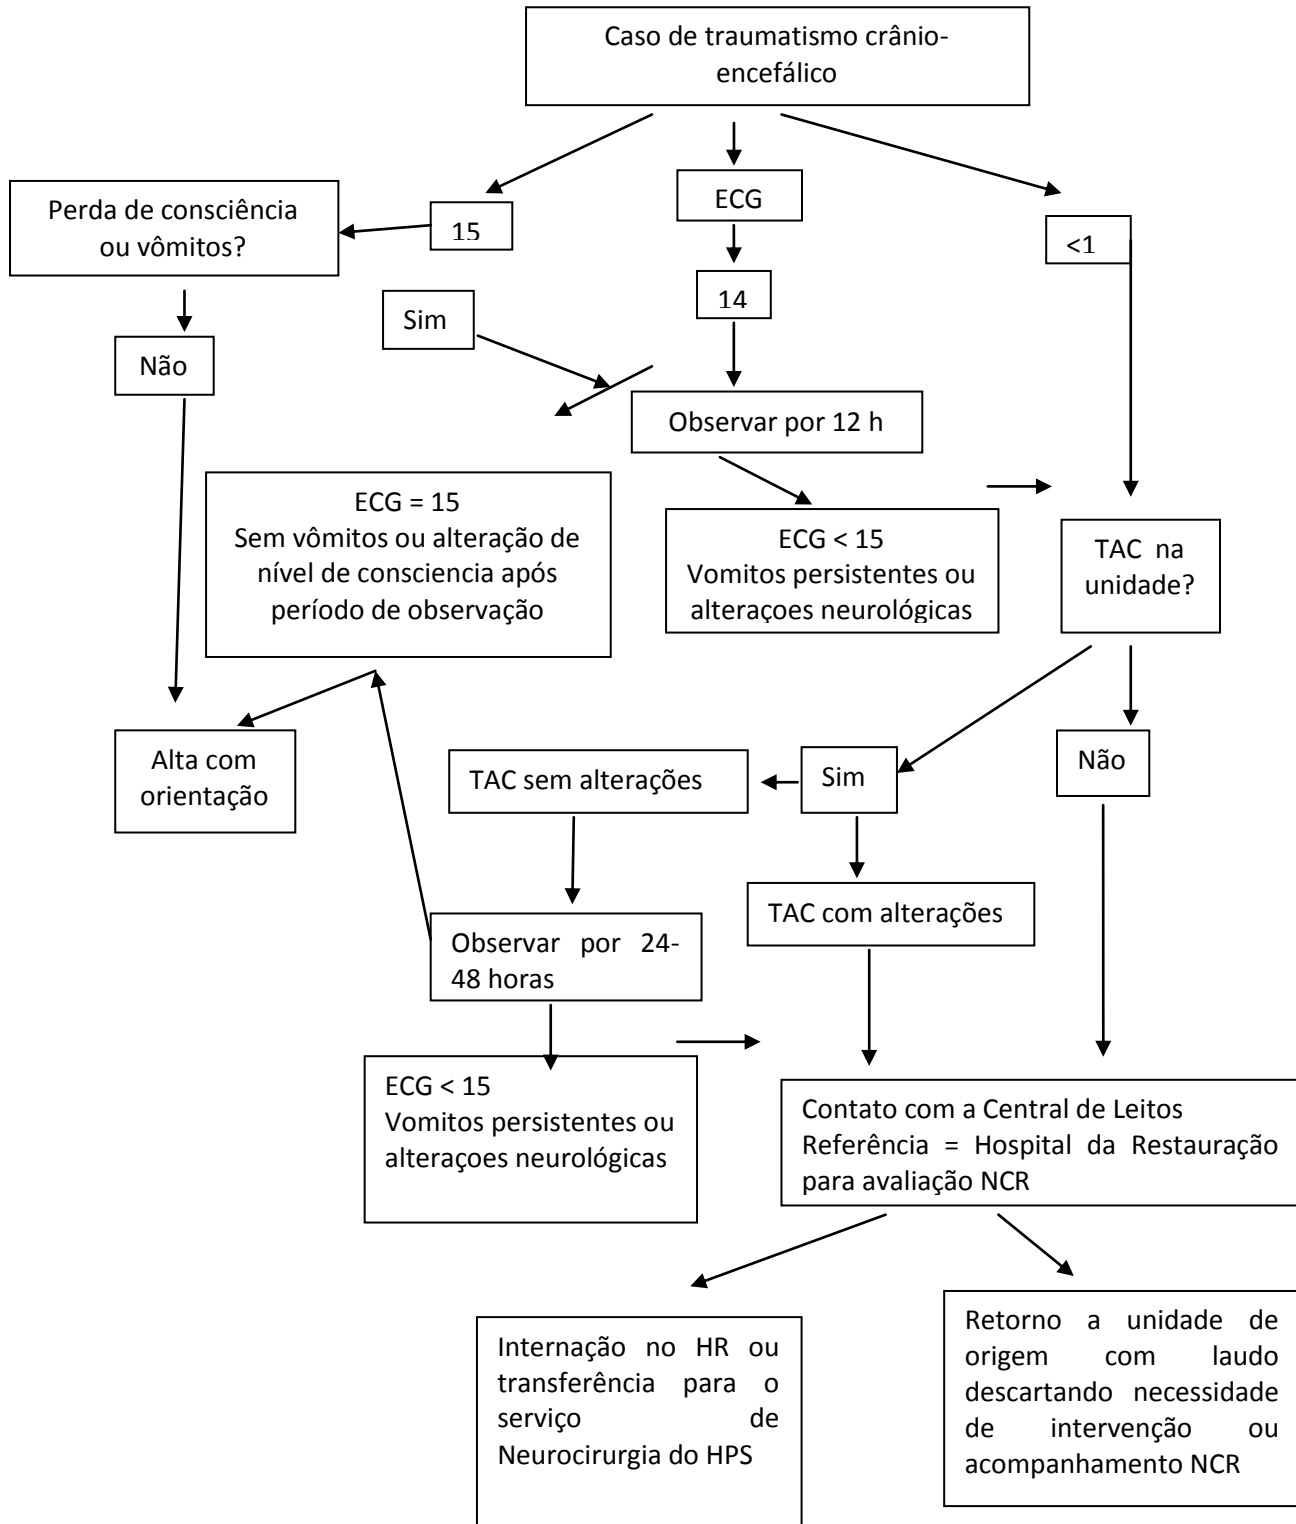 Caso de traumatismo crânio-
encefálico
Perda de consciência
ou vômitos?
15
ECG
<1
14
Sim
Não
Observar por 12 h
ECG = 15
Sem vômitos ou alteração de
nível de consciencia após
período de observação
ECG < 15
Vomitos persistentes ou
alteraçoes neurológicas
TAC na
unidade?
Alta com
orientação
TAC sem alterações
Sim
Não
TAC com alterações
Observar por 24-
48 horas
ECG < 15
Vomitos persistentes ou
alteraçoes neurológicas
Contato com a Central de Leitos
Referência = Hospital da Restauração
para avaliação NCR
Internação no HR ou
transferência para o
serviço de
Neurocirurgia do HPS
Retorno a unidade de
origem com laudo
descartando necessidade
de intervenção ou
acompanhamento NCR